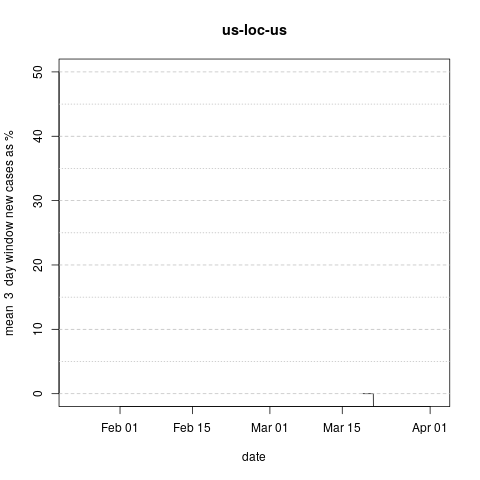 us-loc-us
mean  3  day window new cases as %
50
40
30
20
10
0
Feb 01
Feb 15
Mar 01
Mar 15
Apr 01
date